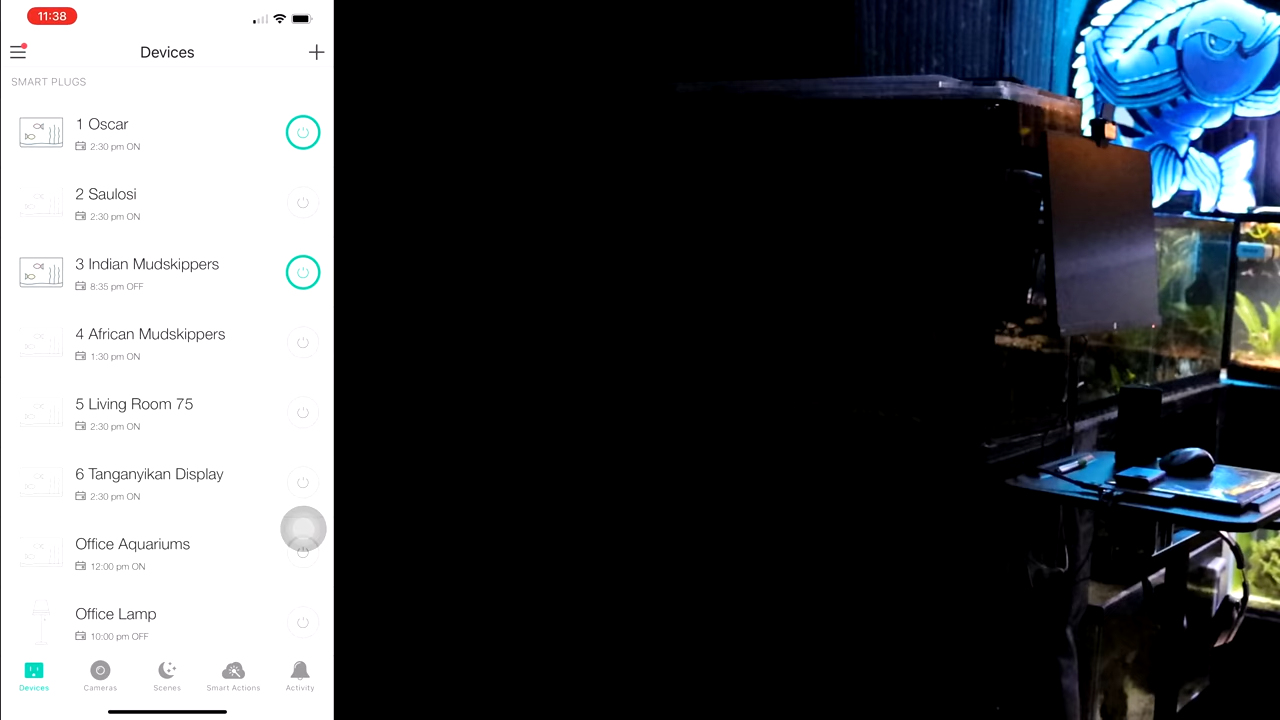 11:38
Devices
SMART PLUGS
1 Oscar
2:30 pm ON
2 Saulosi
2:30 pm ON
3 Indian Mudskippers
8:35 pm OFF
4 African Mudskippers
1:30 pm ON
5 Living Room 75
2:30 pm ON
6 Tanganyikan Display
2:30 pm ON
Office Aquariums
12:00 pm ON
Office Lamp
10:00 pm OFF
Devices Cameras Scenes Smart Actions Activity